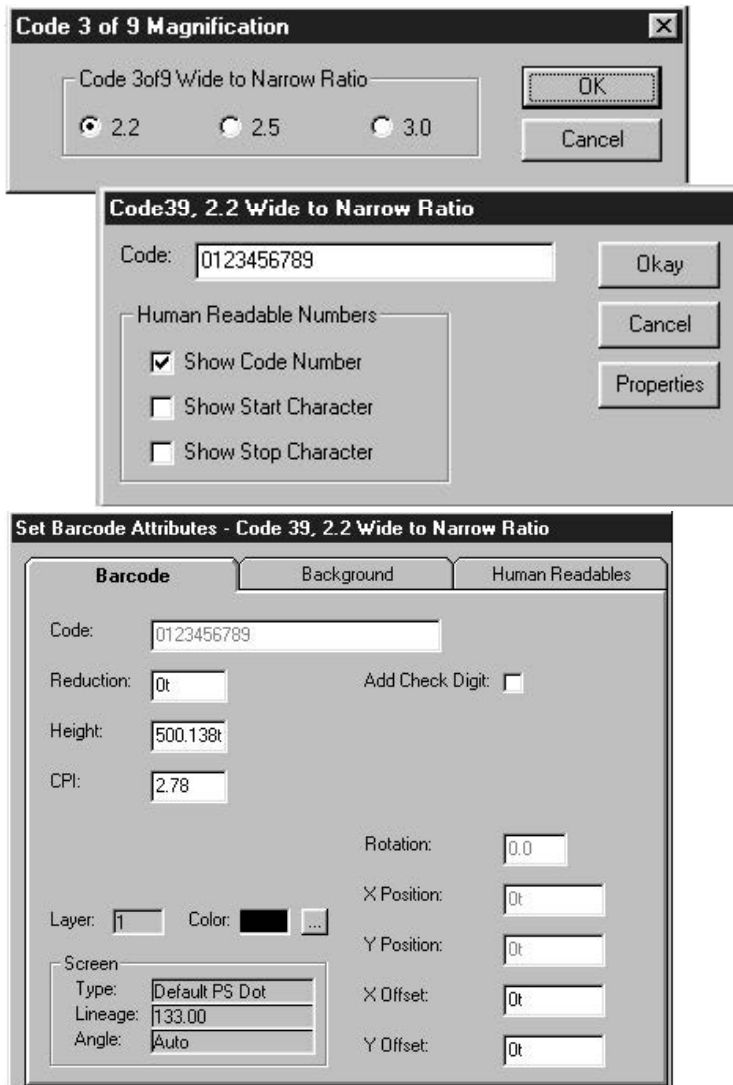 Code 3 of 9 Magnification
Code 3of9 Wide to Narrow Ratio
2.2 2.5 3.0
OK
Cancel
Code39, 2.2 Wide to Narrow Ratio
Code: 0123456789
Okay
Human Readable Numbers
Cancel
Show Code Number
Properties
Show Start Character
Show Stop Character
Set Barcode Attributes - Code 39, 2.2 Wide to Narrow Ratio
Barcode Background Human Readables
Code: 0123456789
Reduction: 0t Add Check Digit:
Height: 500.138t
CPI: 2.78
Rotation: 0.0
X Position: 0t
Layer: 1 Color: ...
Y Position: 0t
Screen
Type: Default PS Dot
X Offset: 0t
Lineage: 133.00
Angle: Auto
Y Offset: 0t